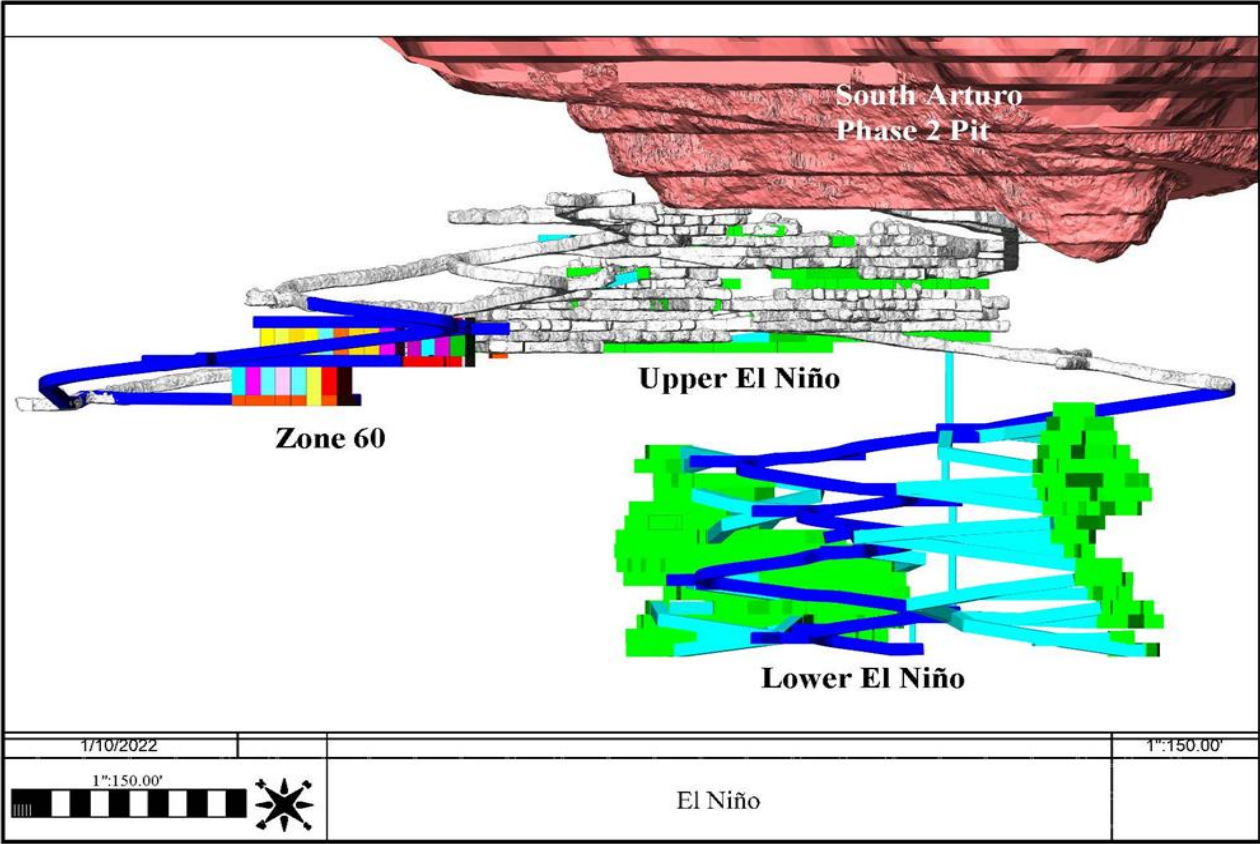 South Arturo
Phase 2 Pit
Upper El Niño
Zone 60
Lower El Niño
1/10/2022
1":150.00'
1":150.00'
El Niño